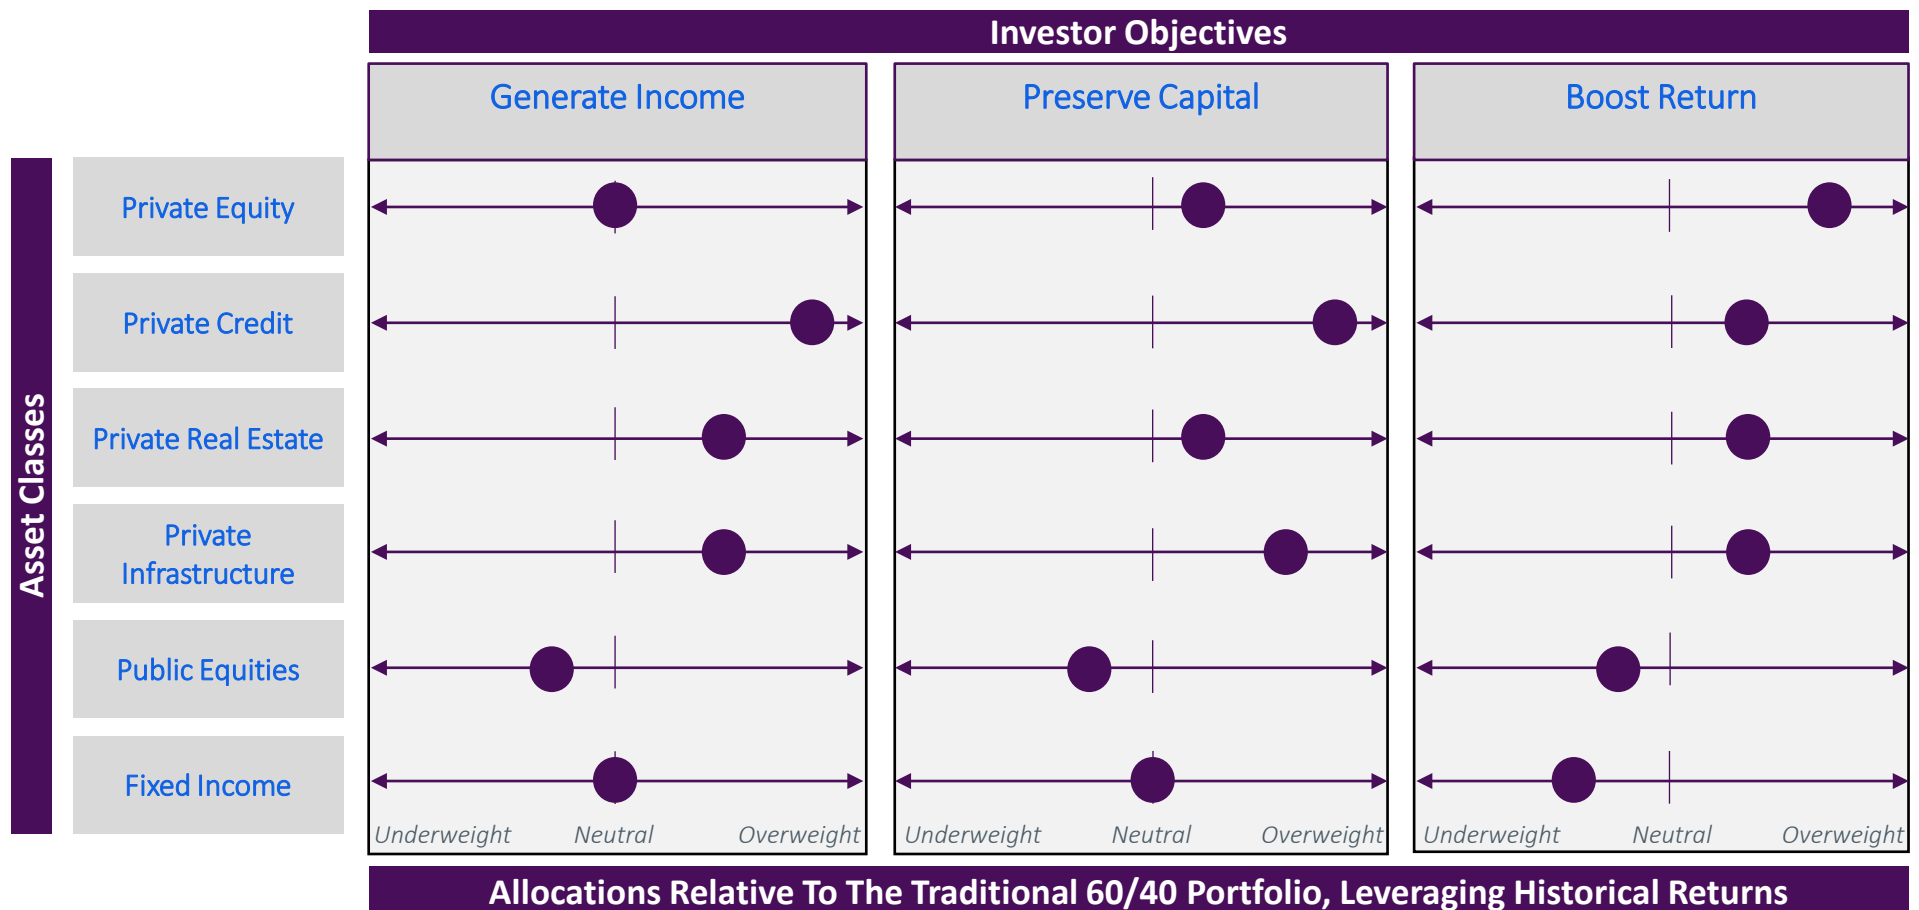 Investor Objectives
Generate Income
Preserve Capital
Boost Return
Asset Classes
Private Equity
Private Credit
Private Real Estate
Private
Infrastructure
Public Equities
Fixed Income
Underweight Neutral Overweight
Underweight Neutral Overweight
Underweight Neutral Overweight
Allocations Relative To The Traditional 60/40 Portfolio, Leveraging Historical Returns